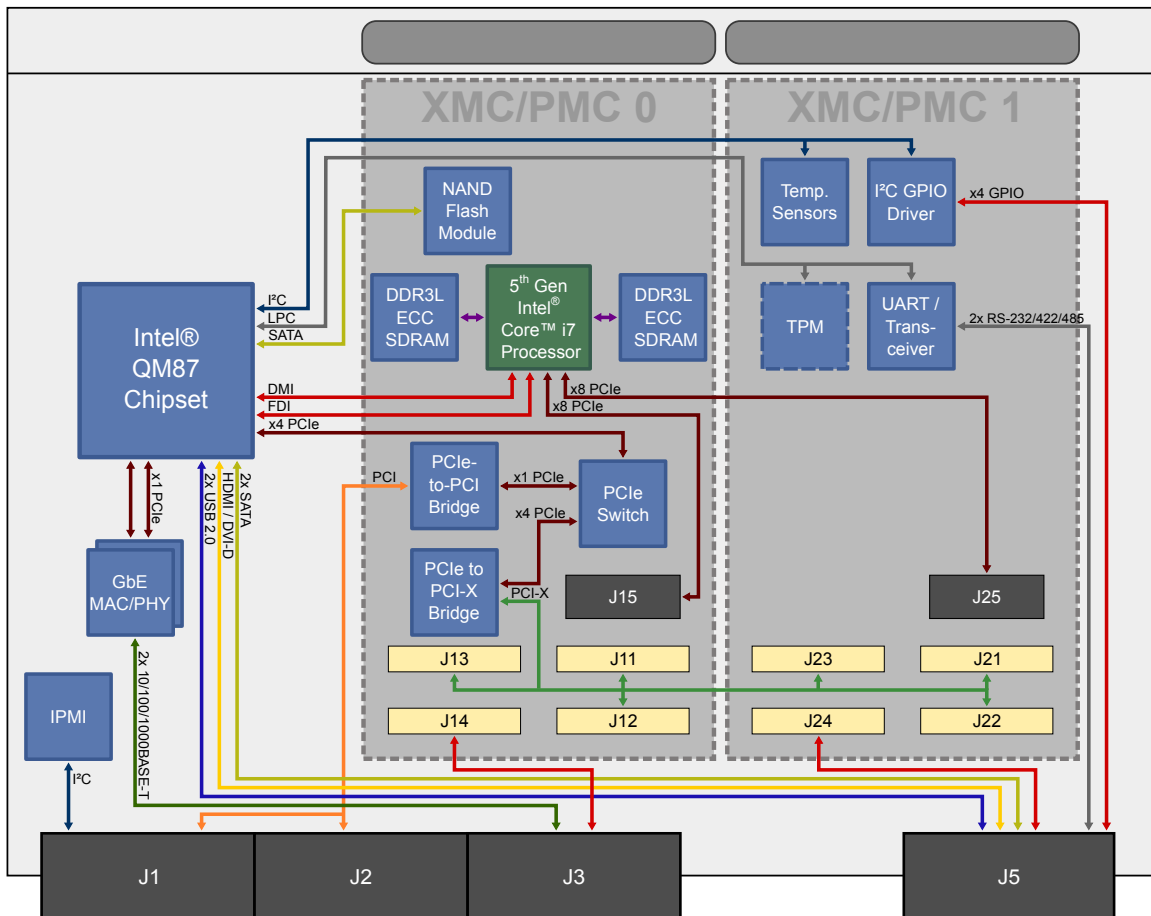 XMC/PMC 0
XMC/PMC 1
NAND
Flash
Module
Temp.
Sensors
I²C GPIO
Driver
x4 GPIO
Intel®
QM87
Chipset
I²C
LPC
SATA
DMI
FDI
x4 PCIe
DDR3L
ECC
SDRAM
5th Gen
Intel®
Core™ i7
Processor
DDR3L
ECC
SDRAM
TPM
UART /
Trans-
ceiver
2x RS-232/422/485
x8 PCIe
x8 PCIe
x1 PCIe
2x USB 2.0
HDMI / DVI-D
2x SATA
PCI
PCIe-
to-PCI
Bridge
x1 PCIe
x4 PCIe
PCIe
Switch
GbE
MAC/PHY
PCIe to
PCI-X
Bridge
PCI-X
J15
J25
J13
J11
J23
J21
IPMI
2x 10/100/1000BASE-T
J14
J12
J24
J22
I²C
J1
J2
J3
J5